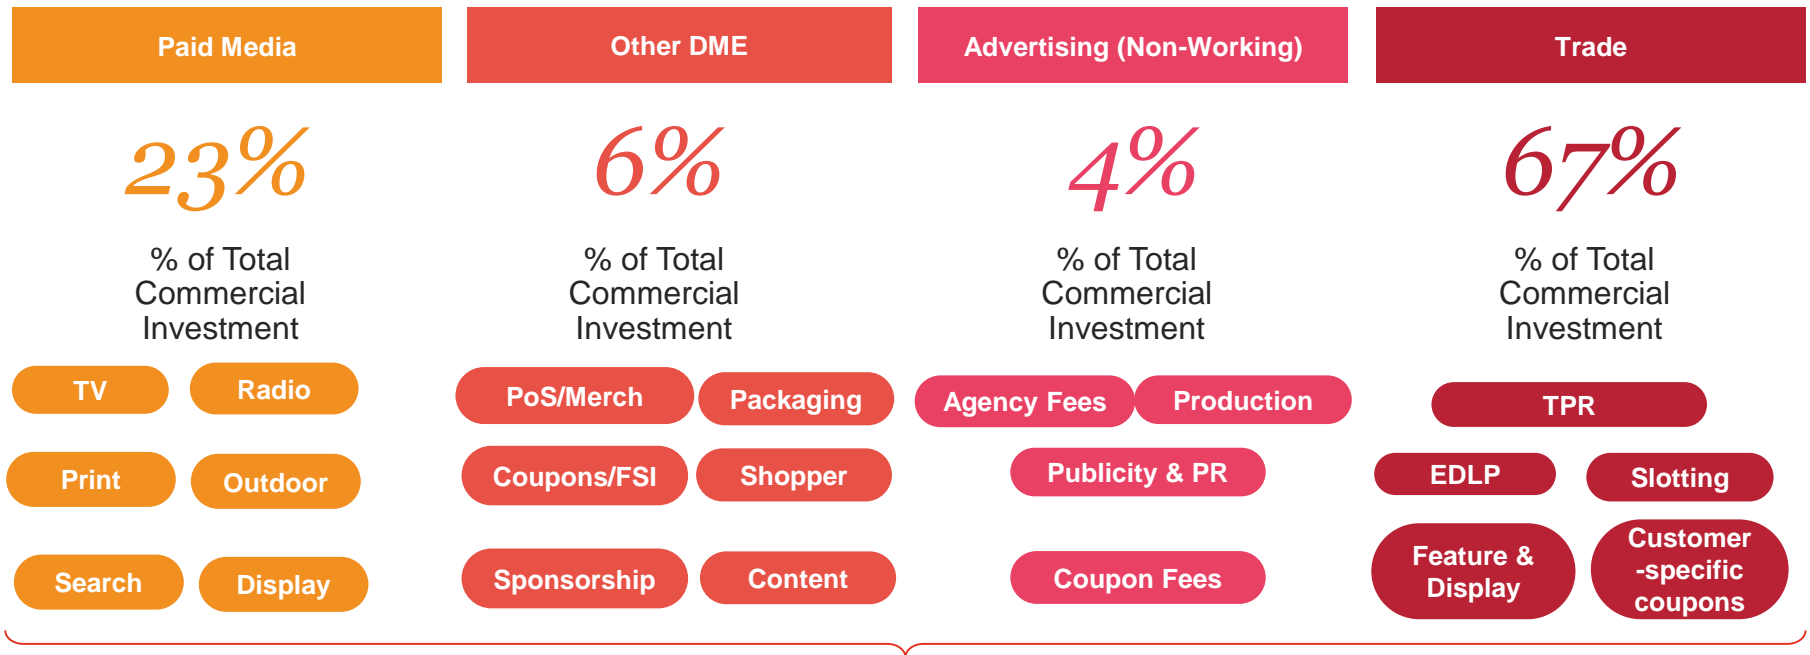 Paid Media
Other DME
Advertising (Non-Working)
Trade
23%
6%
4%
67%
% of Total
Commercial
Investment
% of Total
Commercial
Investment
% of Total
Commercial
Investment
% of Total
Commercial
Investment
TV
Radio
Print
Outdoor
Search
Display
PoS/Merch
Packaging
Coupons/FSI
Shopper
Sponsorship
Content
Agency Fees
Production
Publicity & PR
Coupon Fees
TPR
EDLP
Slotting
Feature &
Display
Customer
-specific
coupons